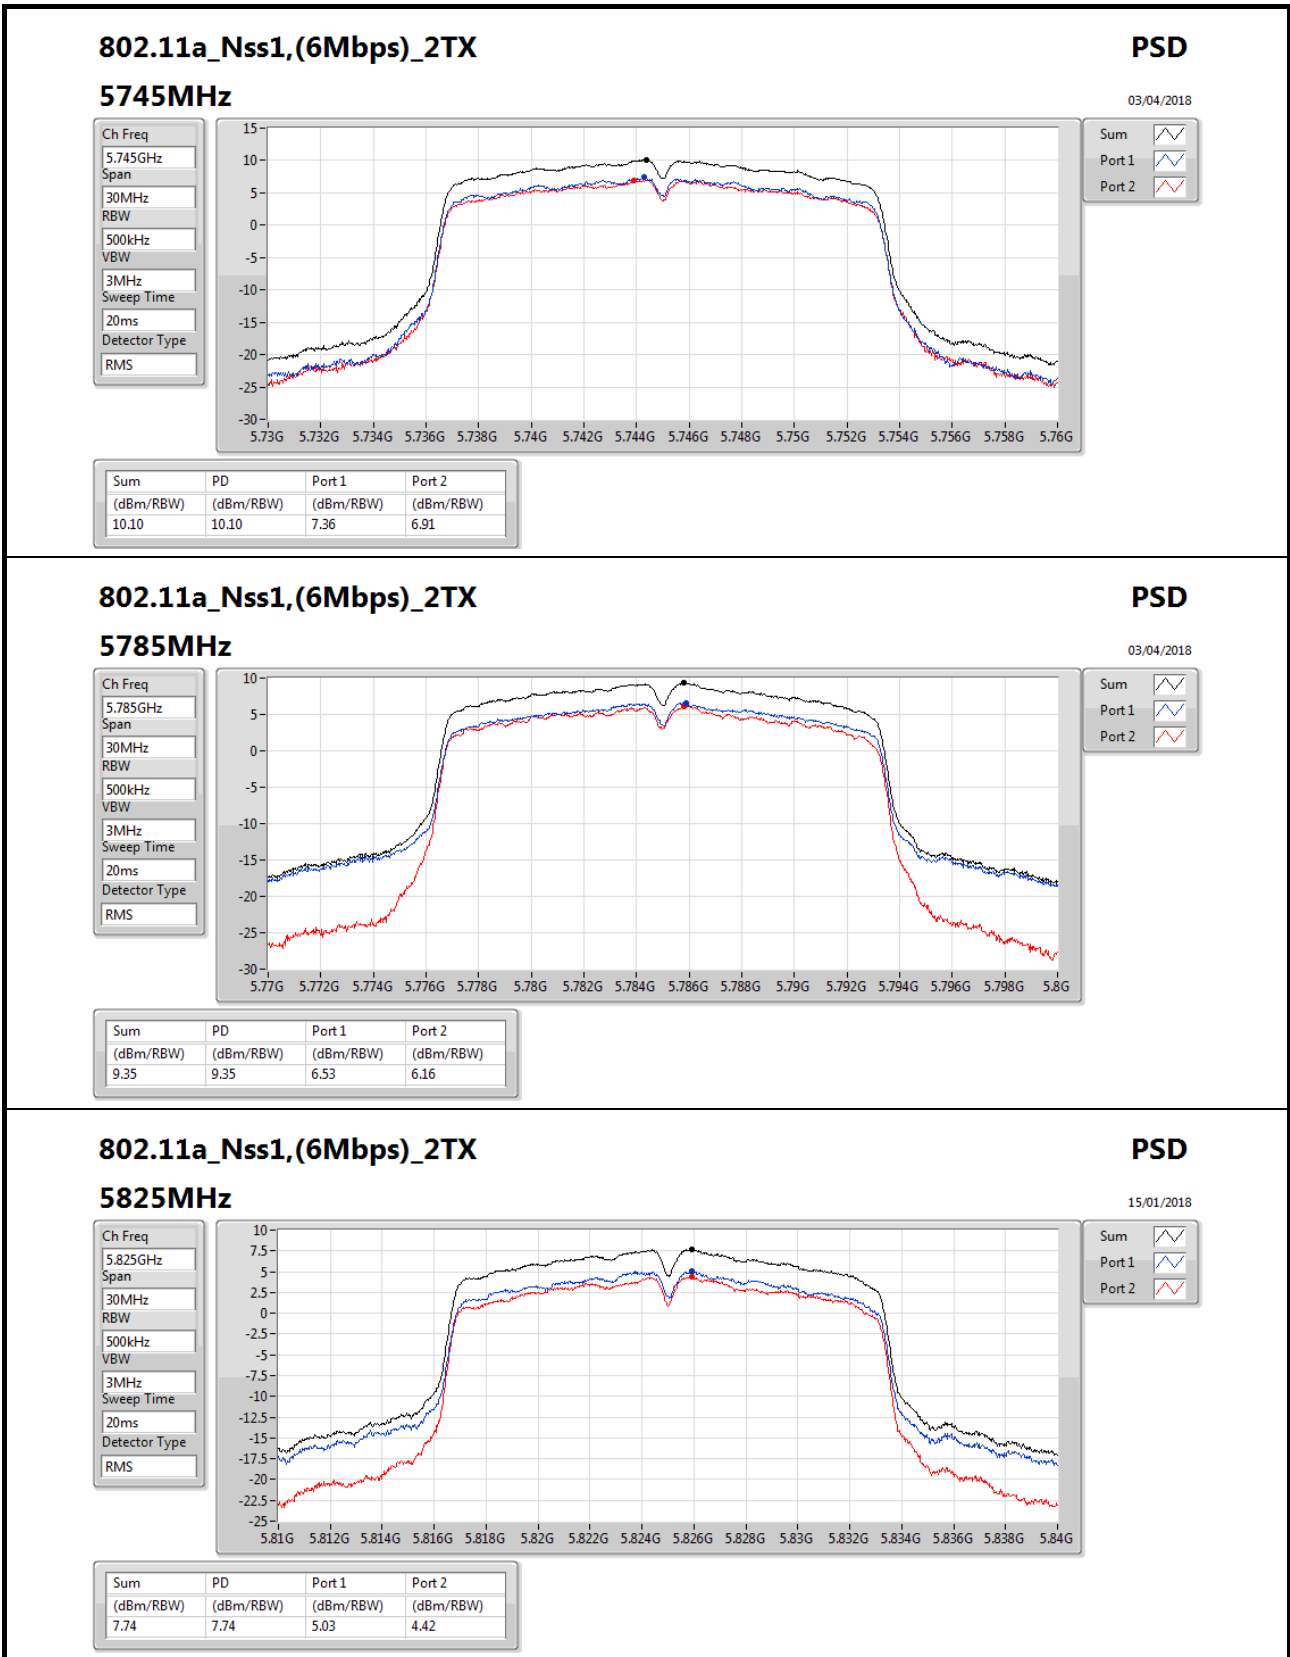 802.11a_Nss1,(6Mbps)_2TX PSD
5745MHz 03/04/2018
Ch Freq
5.745GHz
Span
30MHz
RBW
500kHz
VBW
3MHz
Sweep Time
20ms
Detector Type
RMS
15
10
5
0
-5
-10
-15
-20
-25
-30
5.73G 5.732G 5.734G 5.736G 5.738G 5.74G 5.742G 5.744G 5.746G 5.748G 5.75G 5.752G 5.754G 5.756G 5.758G 5.76G
Sum
Port 1
Port 2
Sum PD Port 1 Port 2
(dBm/RBW) (dBm/RBW) (dBm/RBW) (dBm/RBW)
10.10 10.10 7.36 6.91
802.11a_Nss1,(6Mbps)_2TX PSD
5785MHz 03/04/2018
Ch Freq
5.785GHz
Span
30MHz
RBW
500kHz
VBW
3MHz
Sweep Time
20ms
Detector Type
RMS
10
5
0
-5
-10
-15
-20
-25
-30
5.77G 5.772G 5.774G 5.776G 5.778G 5.78G 5.782G 5.784G 5.786G 5.788G 5.79G 5.792G 5.794G 5.796G 5.798G 5.8G
Sum
Port 1
Port 2
Sum PD Port 1 Port 2
(dBm/RBW) (dBm/RBW) (dBm/RBW) (dBm/RBW)
9.35 9.35 6.53 6.16
802.11a_Nss1,(6Mbps)_2TX PSD
5825MHz 15/01/2018
Ch Freq
5.825GHz
Span
30MHz
RBW
500kHz
VBW
3MHz
Sweep Time
20ms
Detector Type
RMS
10
7.5
5
2.5
0
-2.5
-5
-7.5
-10
-12.5
-15
-17.5
-20
-22.5
-25
5.81G 5.812G 5.814G 5.816G 5.818G 5.82G 5.822G 5.824G 5.826G 5.828G 5.83G 5.832G 5.834G 5.836G 5.838G 5.84G
Sum
Port 1
Port 2
Sum PD Port 1 Port 2
(dBm/RBW) (dBm/RBW) (dBm/RBW) (dBm/RBW)
7.74 7.74 5.03 4.42